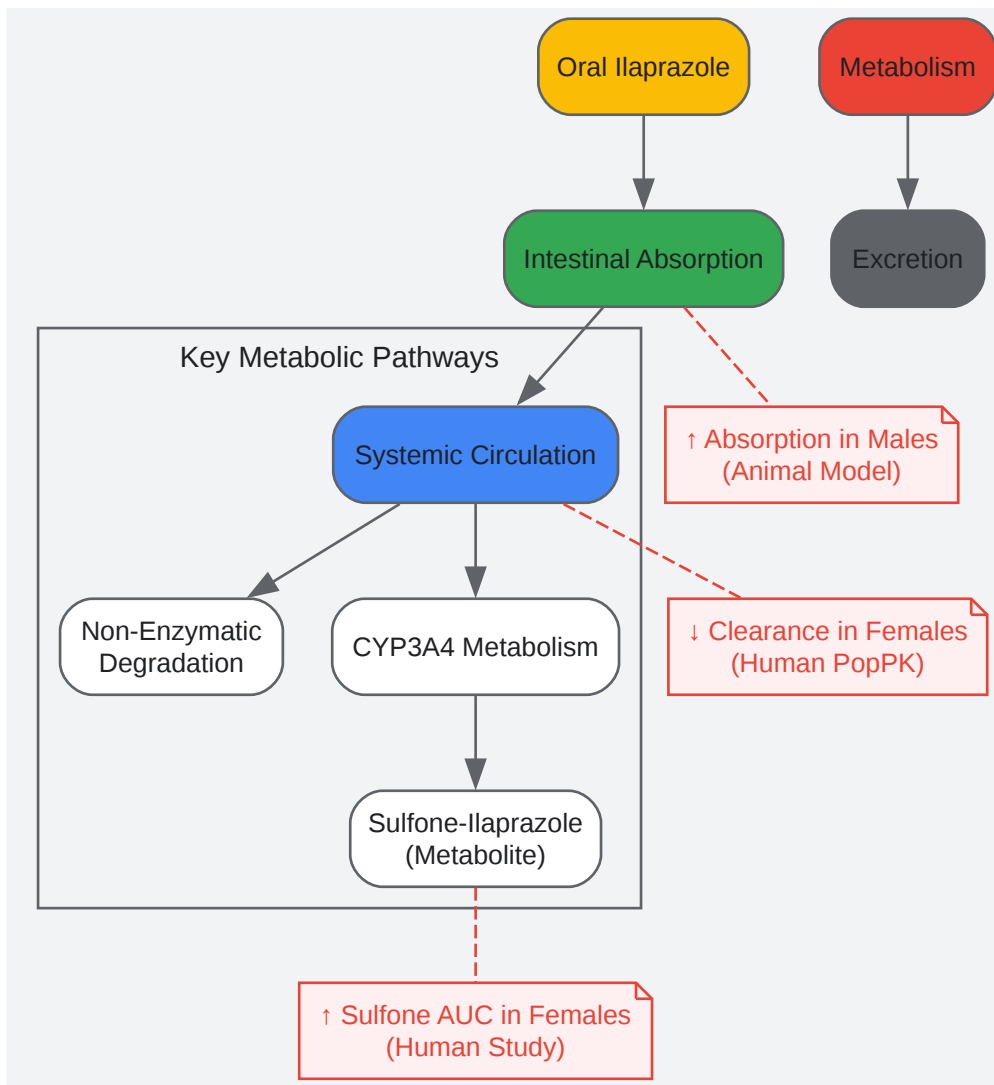 Oral Ilaprazole
Metabolism
Intestinal Absorption
Excretion
Key Metabolic Pathways
Systemic Circulation
↑ Absorption in Males
(Animal Model)
Non-Enzymatic
Degradation
CYP3A4 Metabolism
↓ Clearance in Females
(Human PopPK)
Sulfone-Ilaprazole
(Metabolite)
↑ Sulfone AUC in Females
(Human Study)